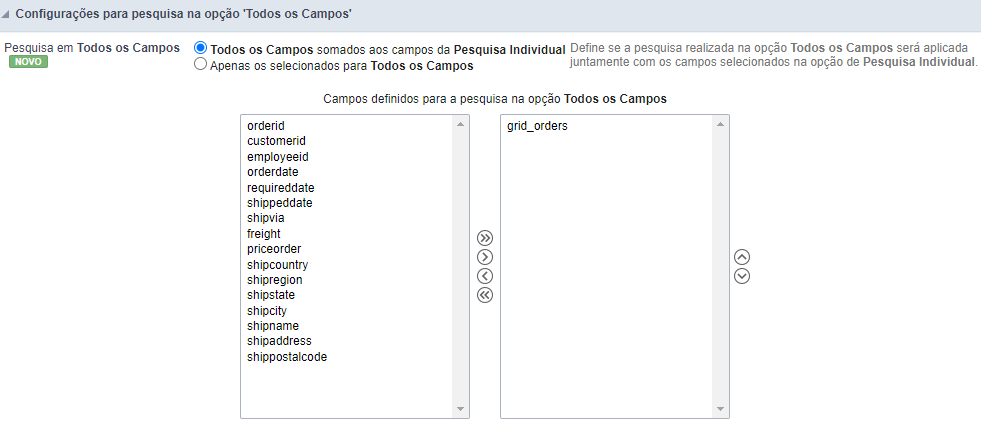 Configurações para pesquisa na opção 'Todos os Campos'
Pesquisa em Todos os Campos
NOVO
Todos os Campos somados aos campos da Pesquisa Individual
Apenas os selecionados para Todos os Campos
Define se a pesquisa realizada na opção Todos os Campos será aplicada
juntamente com os campos selecionados na opção de Pesquisa Individual.
Campos definidos para a pesquisa na opção Todos os Campos
orderid
customerid
employeeid
orderdate
requireddate
shippeddate
shipvia
freight
priceorder
shipcountry
shipregion
shipstate
shipcity
shipname
shipaddress
shippostalcode
grid_orders